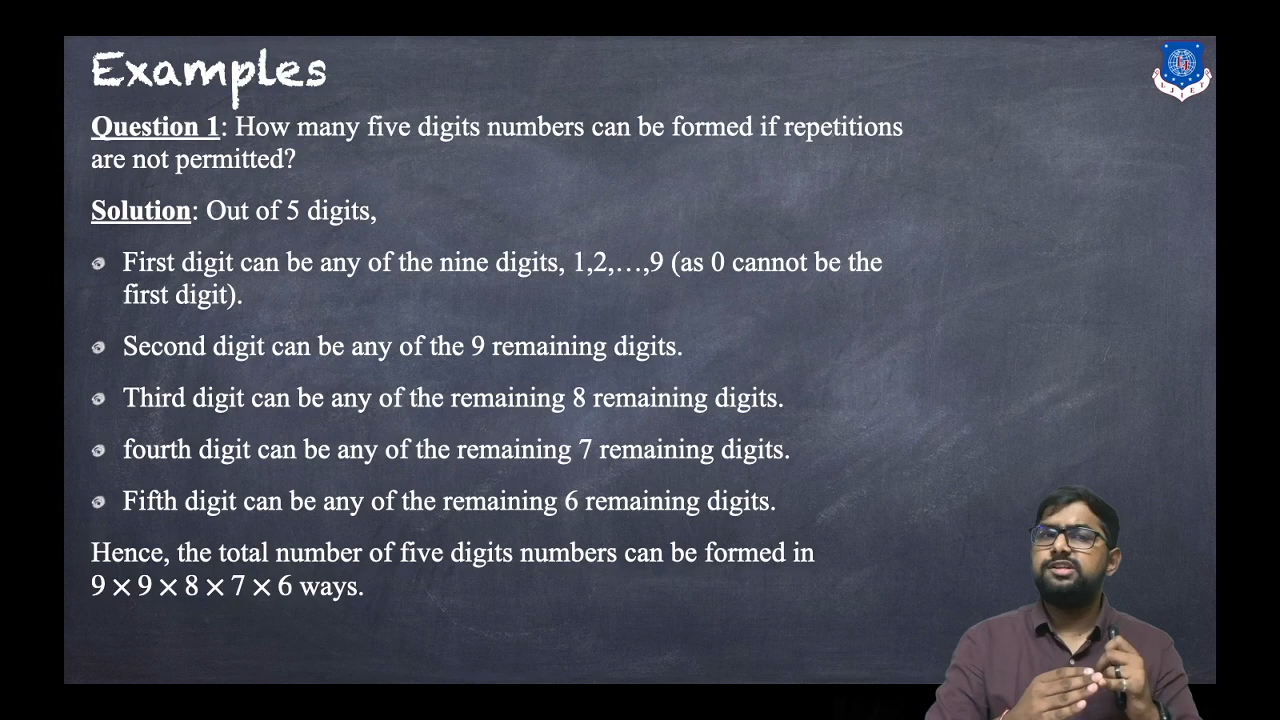 Examples
Question 1: How many five digits numbers can be formed if repetitions
are not permitted?
Solution: Out of 5 digits,
First digit can be any of the nine digits, 1,2,…,9 (as 0 cannot be the
first digit).
Second digit can be any of the 9 remaining digits.
Third digit can be any of the remaining 8 remaining digits.
fourth digit can be any of the remaining 7 remaining digits.
Fifth digit can be any of the remaining 6 remaining digits.
Hence, the total number of five digits numbers can be formed in
9 × 9 × 8 × 7 × 6 ways.